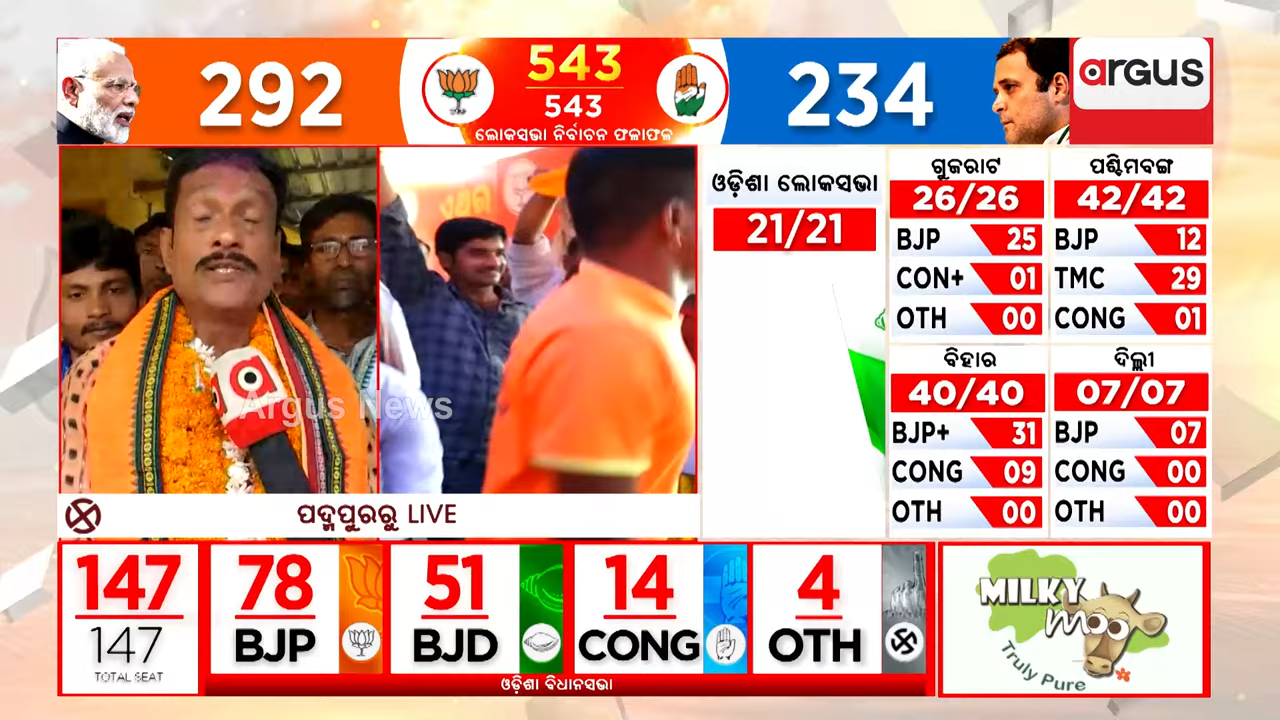 292
543
543
ଲୋକସଭା ନିର୍ବାଚନ ଫଳାଫଳ
234
argus
ଓଡ଼ିଶା ଲୋକସଭା
21/21
ଗୁଜରାଟ
26/26
BJP 25
CON+ 01
OTH 00
ପଶ୍ଚିମବଙ୍ଗ
42/42
BJP 12
TMC 29
CONG 01
ବିହାର
40/40
BJP+ 31
CONG 09
OTH 00
ଦିଲ୍ଲୀ
07/07
BJP 07
CONG 00
OTH 00
Argus News
ପଦ୍ମପୁରରୁ LIVE
147
147
TOTAL SEAT
78
BJP
51
BJD
14
CONG
4
OTH
ଓଡ଼ିଶା ବିଧାନସଭା
MILKY
moo
Truly Pure